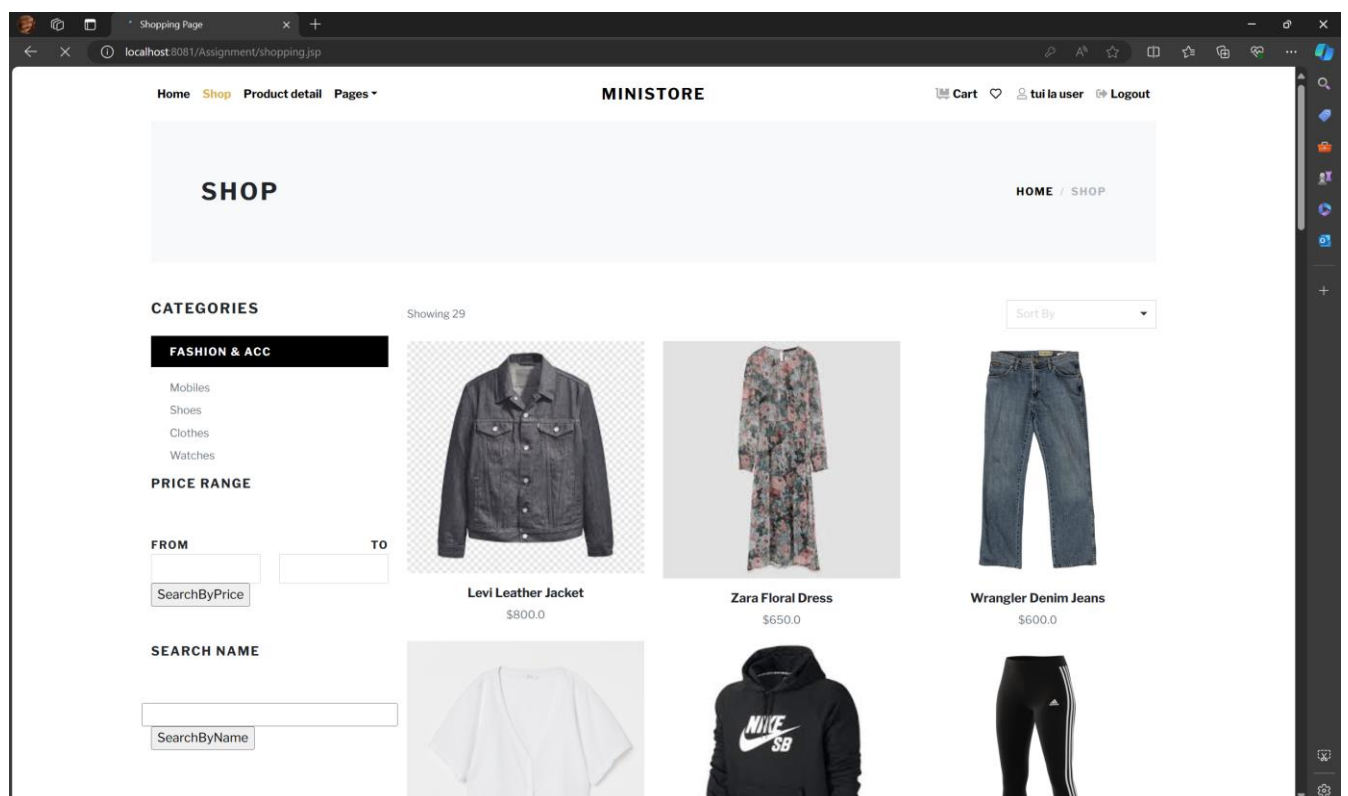 Shopping Page
localhost:8081/Assignment/shopping.jsp
Home Shop Product detail Pages
MINISTORE
Cart tui la user Logout
SHOP
HOME / SHOP
CATEGORIES
Showing 29
Sort By
FASHION & ACC
Mobiles
Shoes
Clothes
Watches
PRICE RANGE
FROM TO
SearchByPrice
SEARCH NAME
SearchByName
Levi Leather Jacket
$800.0
Zara Floral Dress
$650.0
Wrangler Denim Jeans
$600.0
NIKE
SB